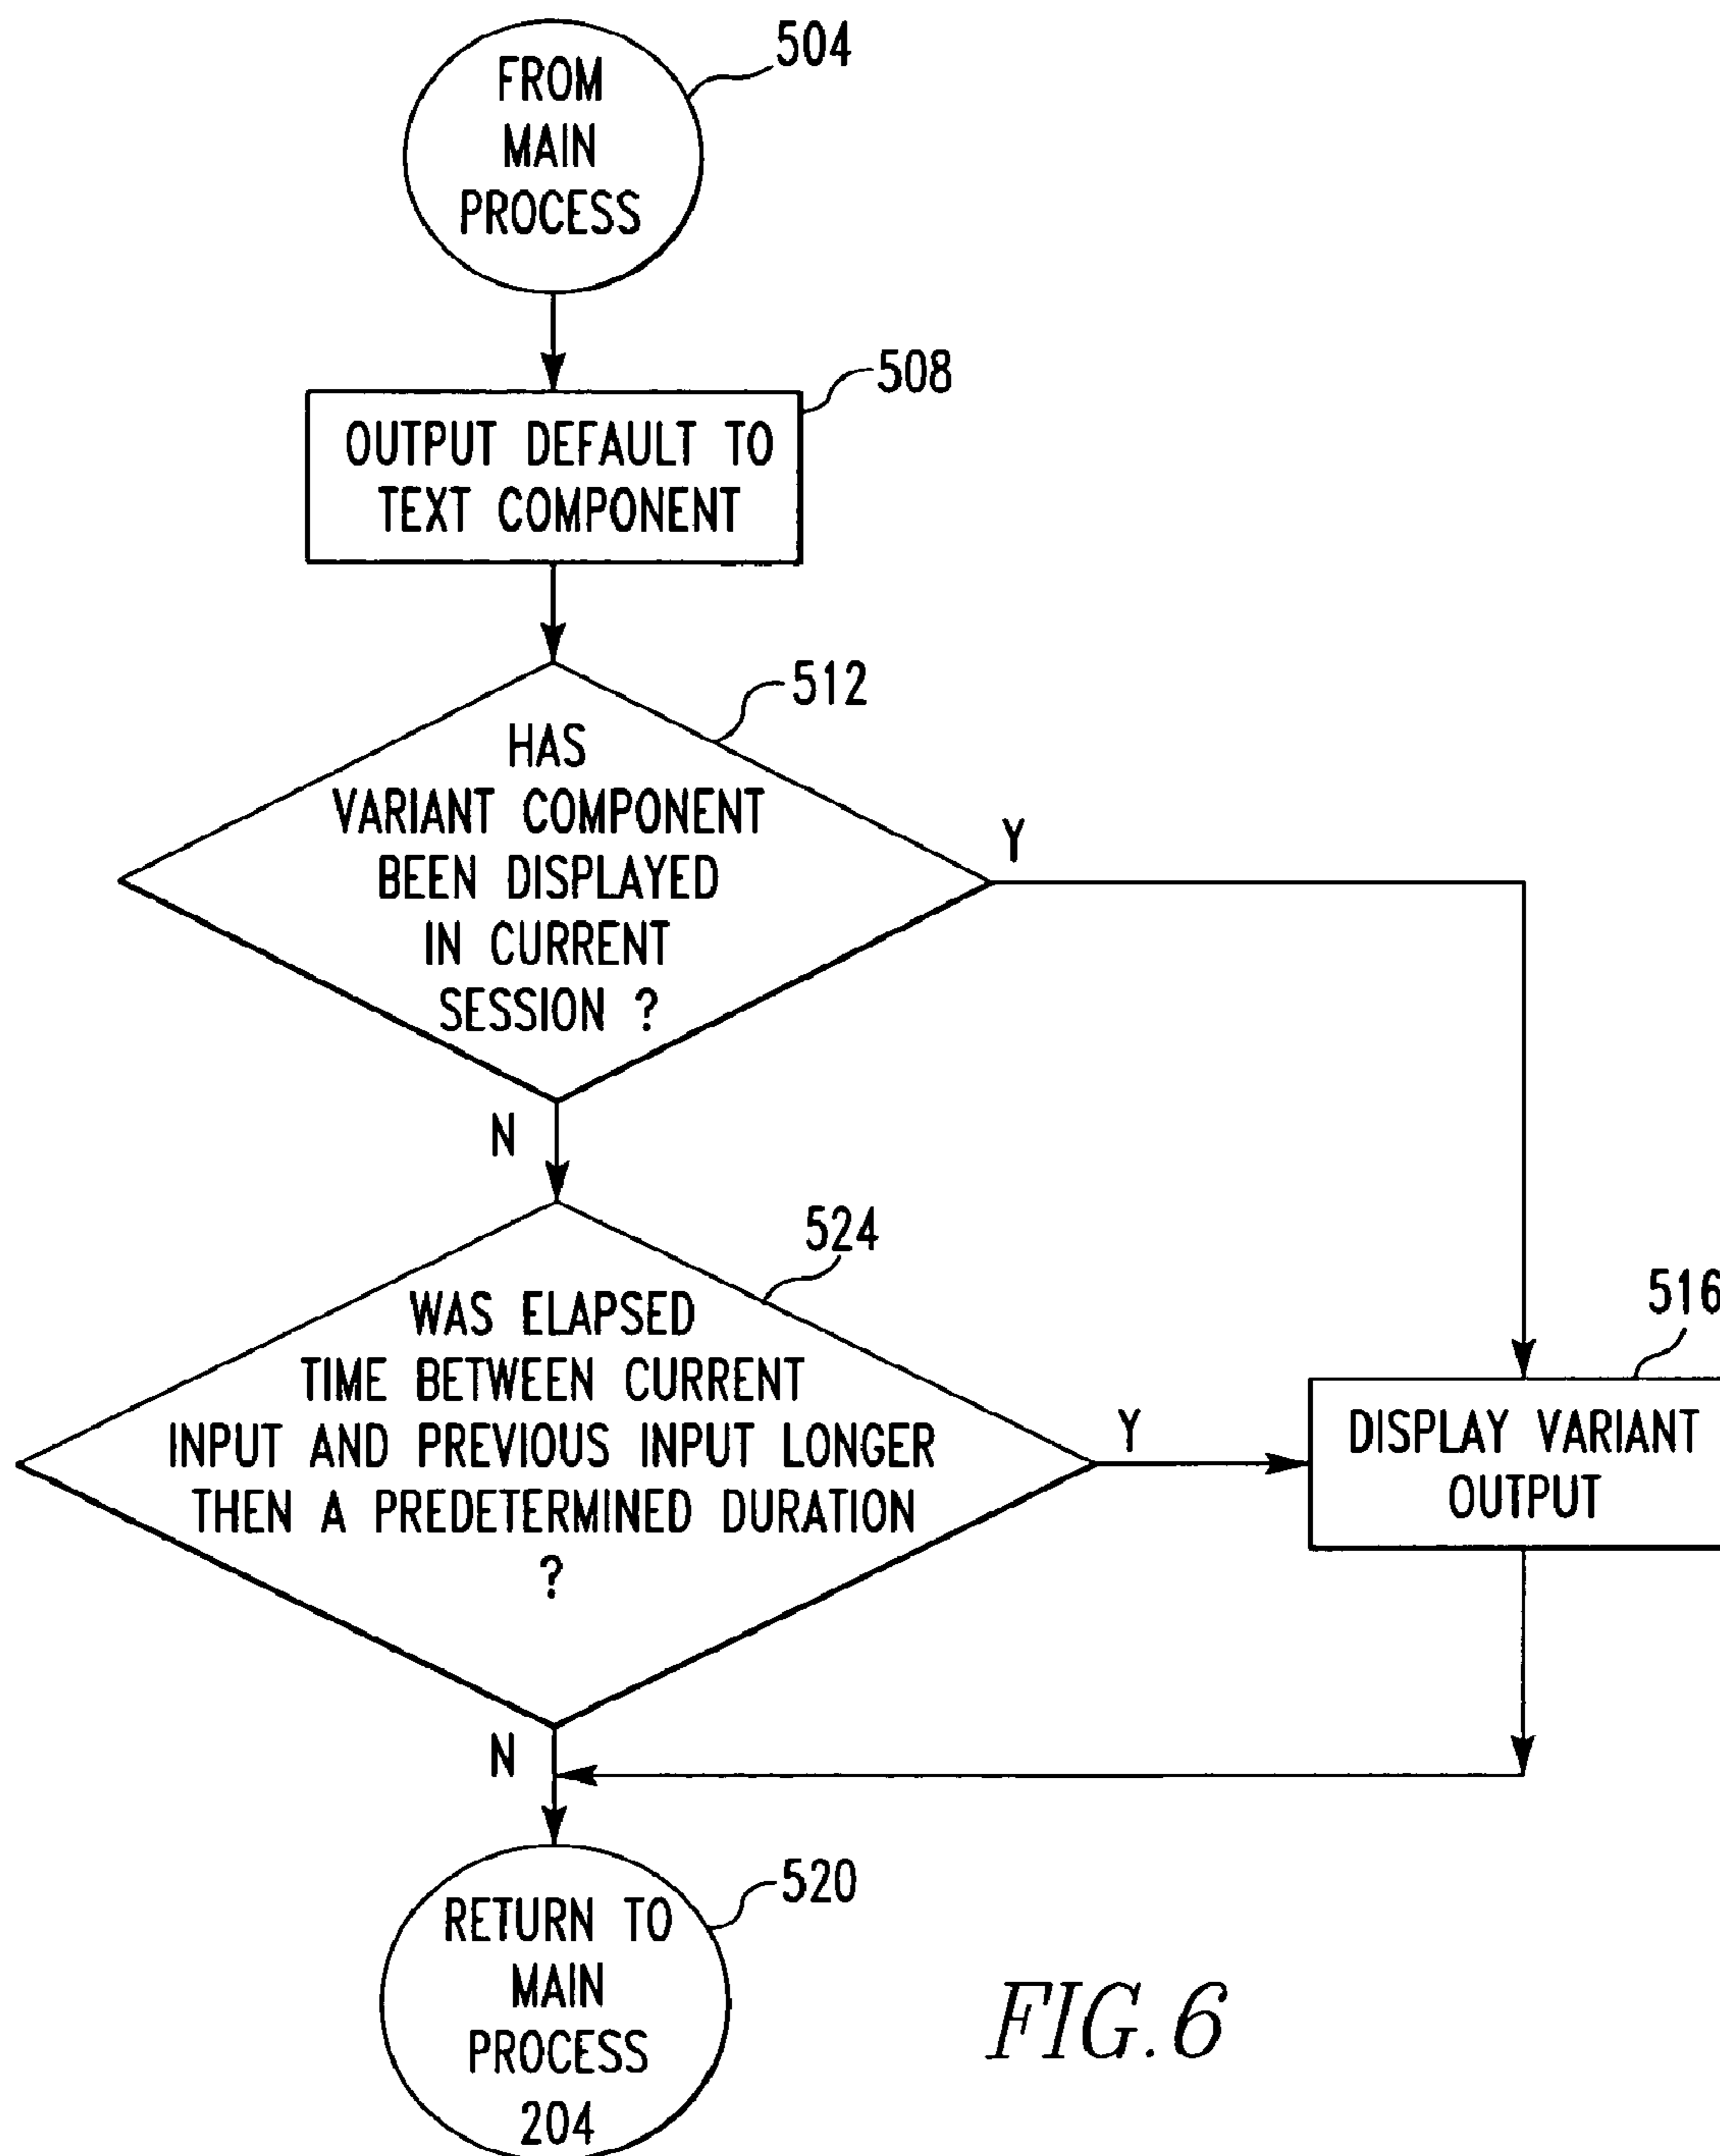 504
FROM
MAIN
PROCESS
508
OUTPUT DEFAULT TO
TEXT COMPONENT
512
HAS
VARIANT COMPONENT
BEEN DISPLAYED
IN CURRENT
SESSION ?
Y
N
524
WAS ELAPSED
TIME BETWEEN CURRENT
INPUT AND PREVIOUS INPUT LONGER
THEN A PREDETERMINED DURATION
?
Y
516
DISPLAY VARIANT
OUTPUT
N
520
RETURN TO
MAIN
PROCESS
204
FIG.6